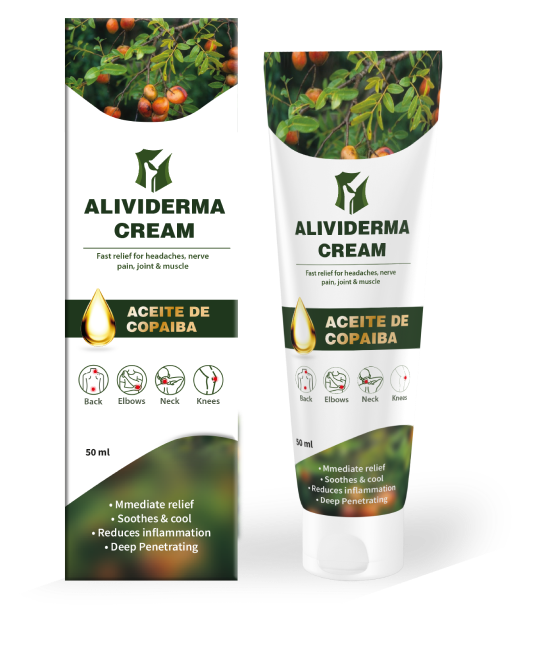 ALIVIDERMA
CREAM
Fast relief for headaches, nerve
pain, joint & muscle
ACEITE DE
COPAIBA
Back Elbows Neck Knees
50 ml
• Mmediate relief
• Soothes & cool
• Reduces inflammation
• Deep Penetrating
ALIVIDERMA
CREAM
Fast relief for headaches, nerve
pain, joint & muscle
ACEITE DE
COPAIBA
Back Elbows Neck Knees
50 ml
• Mmediate relief
• Soothes & cool
• Reduces inflammation
• Deep Penetrating